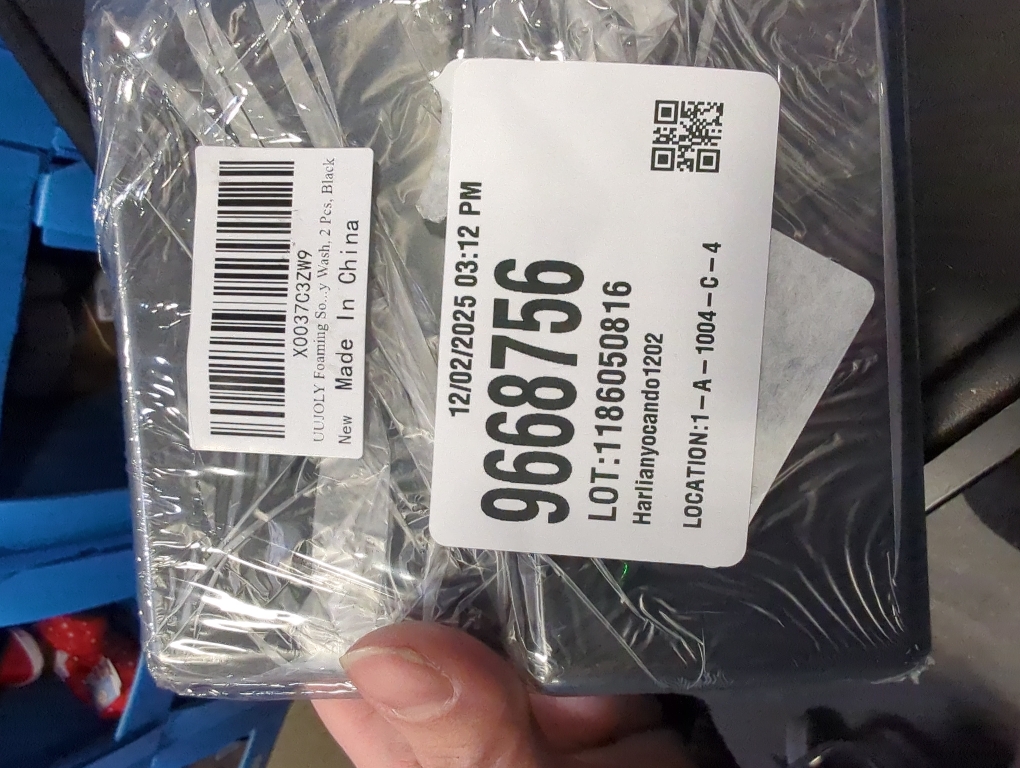 X0037C3ZW9
UUJOLY Foaming So...y Wash, 2 Pcs, Black
New Made In China
12/02/2025 03:12 PM
9668756
LOT:118605080816
Harlianyocando1202
LOCATION:1-A-1004-C-4